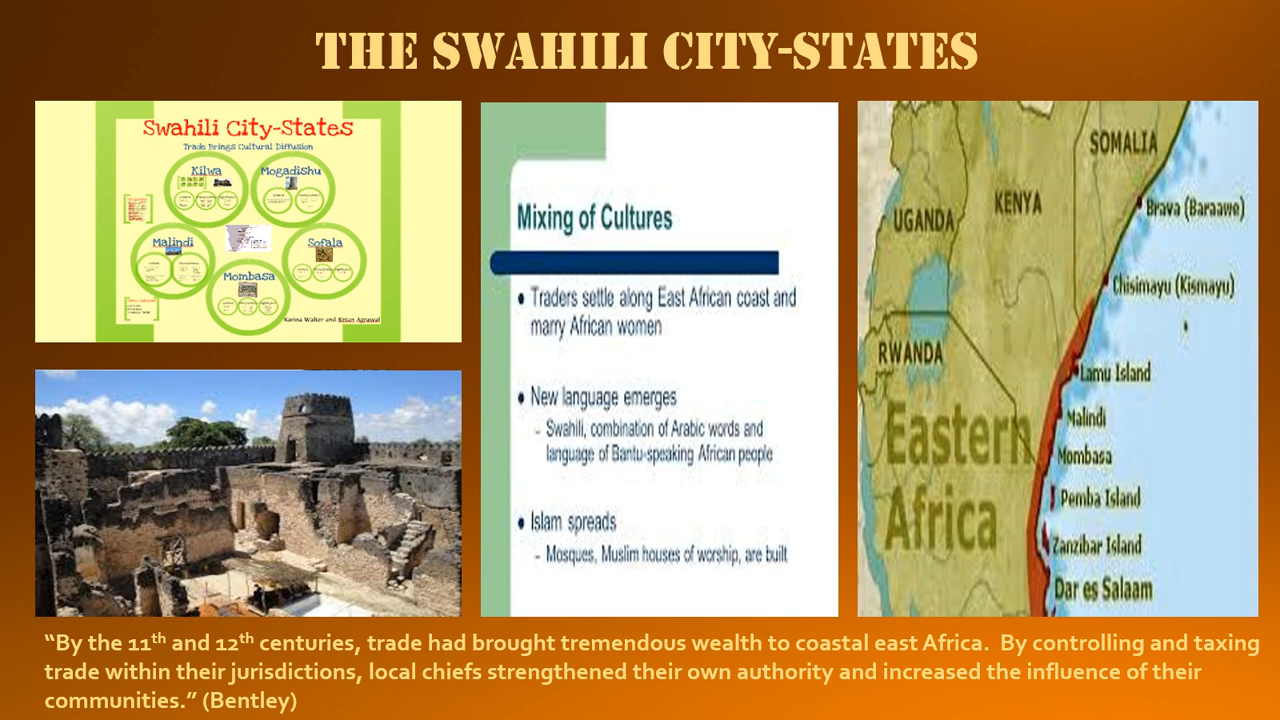 THE SWAHILI CITY-STATES
Swahili City-States
Trade Brings Cultural Diffusion
Kilwa
Mogadishu
Malindi
Sofala
Mombasa
Karina Walter and Ketan Agrawal
Mixing of Cultures
• Traders settle along East African coast and
marry African women
• New language emerges
– Swahili, combination of Arabic words and
language of Bantu-speaking African people
• Islam spreads
– Mosques, Muslim houses of worship, are built
SOMALIA
KENYA
UGANDA
Brava (Baraawe)
Chisimayu (Kismayu)
RWANDA
Lamu Island
Malindi
Eastern
Africa
Mombasa
Pemba Island
Zanzibar Island
Dar es Salaam
“By the 11th and 12th centuries, trade had brought tremendous wealth to coastal east Africa.  By controlling and taxing
trade within their jurisdictions, local chiefs strengthened their own authority and increased the influence of their
communities.” (Bentley)